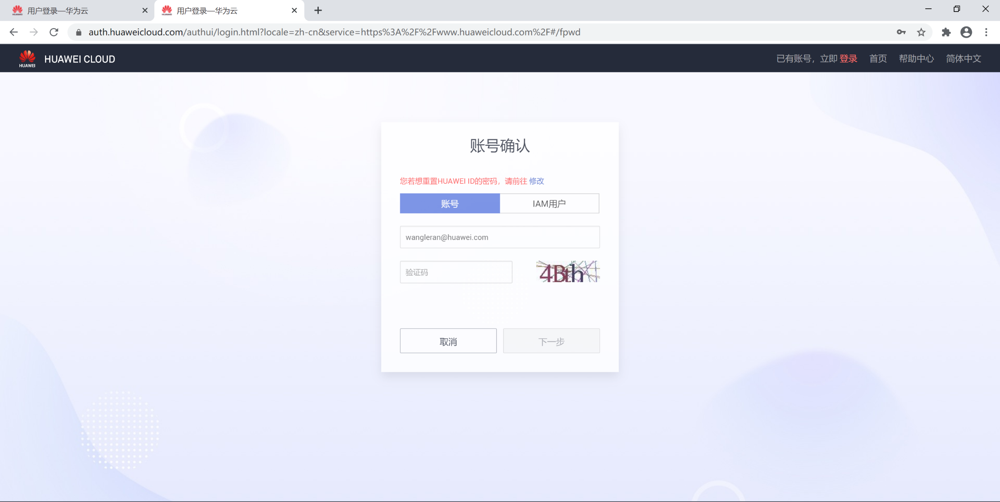 用户登录—华为云
用户登录—华为云
auth.huaweicloud.com/authui/login.html?locale=zh-cn&service=https%3A%2F%2Fwww.huaweicloud.com%2F#/fpwd
HUAWEI
HUAWEI CLOUD
已有账号，立即 登录 首页 帮助中心 简体中文
账号确认
您若想重置HUAWEI ID的密码，请前往 修改
账号 IAM用户
wangleran@huawei.com
验证码 4Bth
取消 下一步